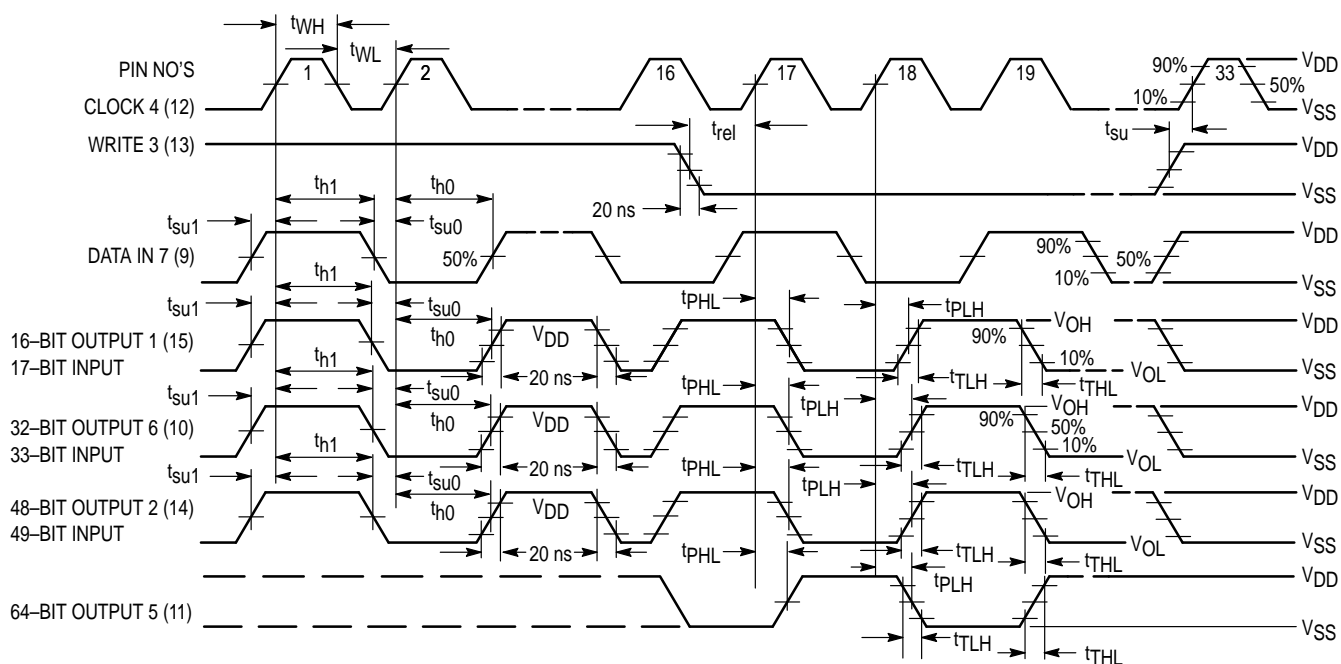 tWH
tWL
PIN NO'S
CLOCK 4 (12)
1 2 16 17 18 19 33
90%
10%
50%
VDD
VSS
trel
tsu
WRITE 3 (13)
VDD
VSS
20 ns
th1 th0
tsu1 tsu0
DATA IN 7 (9)
50%
90%
10%
50%
VDD
VSS
th1
tsu1 tsu0
th0
tPHL
tPLH
16–BIT OUTPUT 1 (15)
17–BIT INPUT
VDD
20 ns
90%
VOH
10%
VOL
tTLH
tTHL
VDD
VSS
th1
tsu1 tsu0
th0
tPHL
tPLH
32–BIT OUTPUT 6 (10)
33–BIT INPUT
VDD
20 ns
90%
VOH
50%
10%
VOL
tTLH
tTHL
VDD
VSS
th1
tsu1 tsu0
th0
tPHL
tPLH
48–BIT OUTPUT 2 (14)
49–BIT INPUT
VDD
20 ns
VOH
VOL
tTLH
tTHL
VDD
VSS
tPHL
tPLH
64–BIT OUTPUT 5 (11)
tTLH
tTHL
VDD
VSS